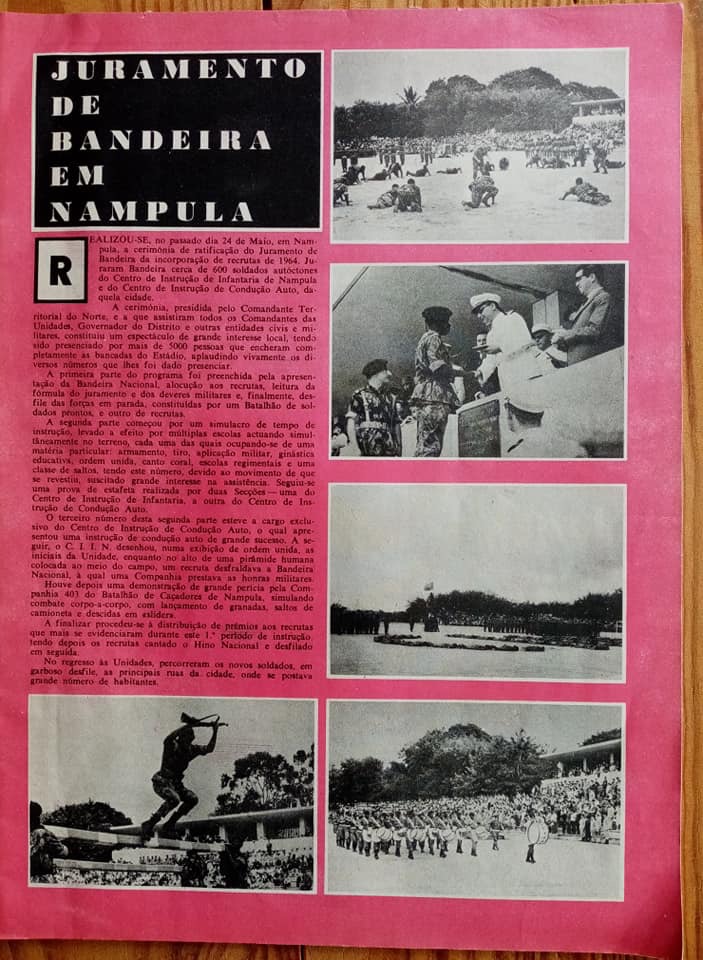 JURAMENTO
DE
BANDEIRA
EM
NAMPULA
REALIZOU-SE, no passado dia 24 de Maio, em Nam-
pula, a cerimónia de ratificação do Juramento de
Bandeira da incorporação de recrutas de 1964. Ju-
raram Bandeira cerca de 600 soldados autóctones
do Centro de Instrução de Infantaria de Nampula
e do Centro de Instrução de Condução Auto, da-
quela cidade.
A cerimónia, presidida pelo Comandante Ter-
ritorial do Norte, e a que assistiram todos os Comandantes das
Unidades, Governador do Distrito e outras entidades civis e mi-
litares, constituiu um espectáculo de grande interesse local, tendo
sido presenciado por mais de 5000 pessoas que encheram com-
pletamente as bancadas do Estádio, aplaudindo vivamente os di-
versos números que lhes foi dado presenciar.
A primeira parte do programa foi preenchida pela apresen-
tação da Bandeira Nacional, alocução aos recrutas, leitura da
fórmula do juramento e dos deveres militares e, finalmente, des-
file das forças em parada, constituídas por um Batalhão de sol-
dados prontos, e outro de recrutas.
A segunda parte começou por um simulacro de tempo de
instrução, levado a efeito por múltiplas escolas actuando simul-
tâneamente no terreno, cada uma das quais ocupando-se de uma
matéria particular: armamento, tiro, aplicação militar, ginástica
educativa, ordem unida, canto coral, escolas regimentais e uma
classe de saltos, tendo este número, devido ao movimento de que
se revestiu, suscitado grande interesse na assistência. Seguiu-se
uma prova de estafeta realizada por duas Secções — uma do
Centro de Instrução de Infantaria, a outra do Centro de Ins-
trução de Condução Auto.
O terceiro número desta segunda parte esteve a cargo exclu-
sivo do Centro de Instrução de Condução Auto, o qual apre-
sentou uma instrução de condução auto de grande sucesso. A se-
guir, o C. I. I. N. desenhou, numa exibição de ordem unida, as
iniciais da Unidade, enquanto no alto de uma pirâmide humana
colocada ao meio do campo, um recruta desfraldava a Bandeira
Nacional, à qual uma Companhia prestava as honras militares.
Houve depois uma demonstração de grande perícia pela Com-
panhia 403 do Batalhão de Caçadores de Nampula, simulando
combate corpo-a-corpo, com lançamento de granadas, saltos de
camioneta e descidas em eslídera.
A finalizar procedeu-se à distribuição de prémios aos recrutas
que mais se evidenciaram durante este 1.º período de instrução,
tendo depois os recrutas cantado o Hino Nacional e desfilado
em seguida.
No regresso às Unidades, percorreram os novos soldados, em
garboso desfile, as principais ruas da cidade, onde se postava
grande número de habitantes.